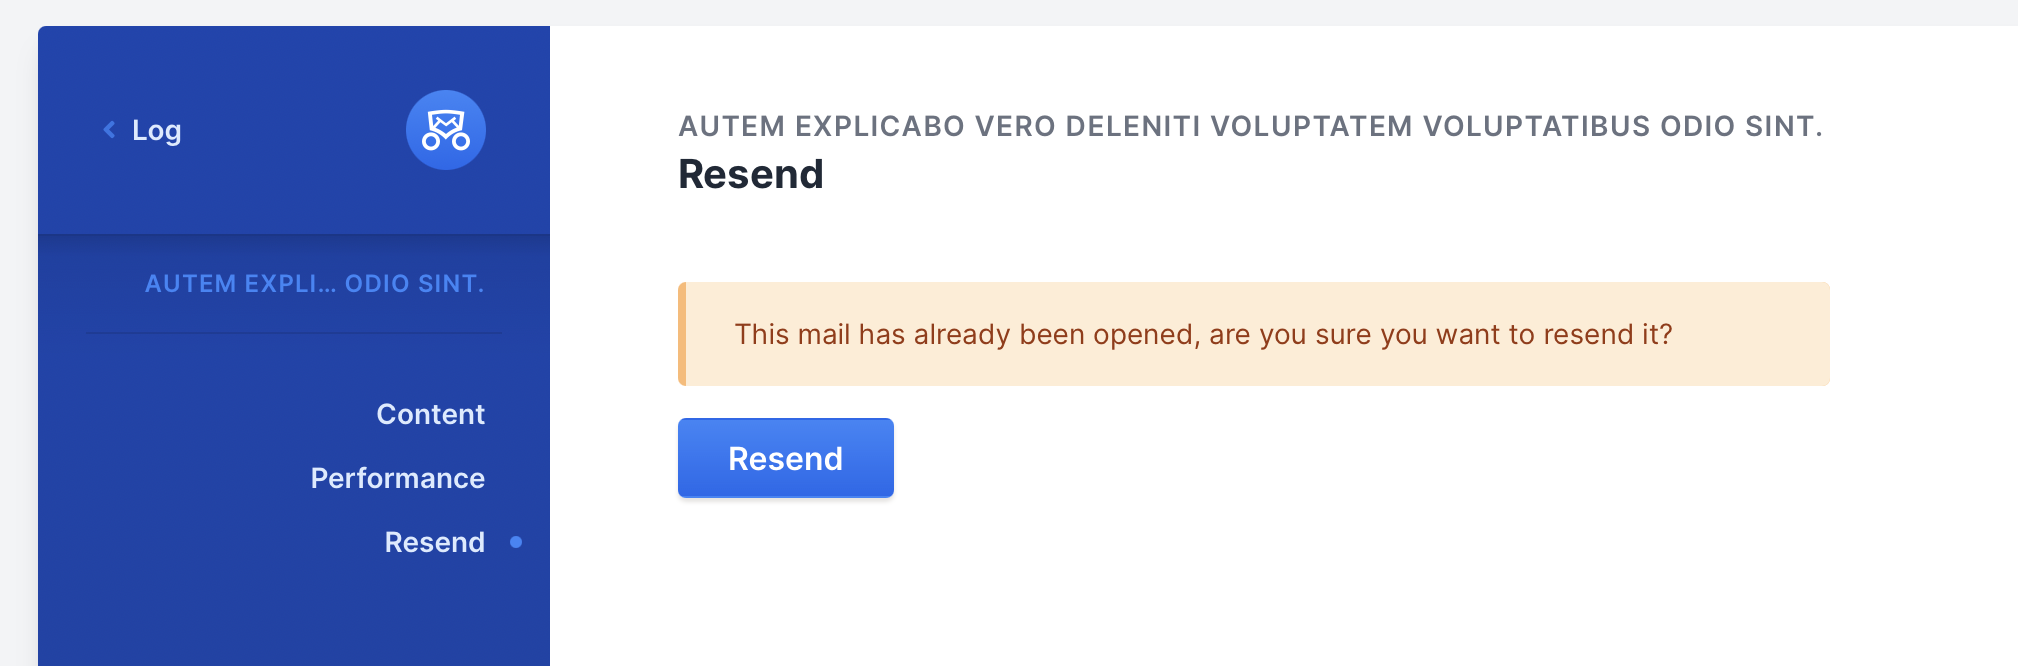 Log
AUTEM EXPLI... ODIO SINT.
Content
Performance
Resend
AUTEM EXPLICABO VERO DELENITI VOLUPTATEM VOLUPTATIBUS ODIO SINT.
Resend
This mail has already been opened, are you sure you want to resend it?
Resend